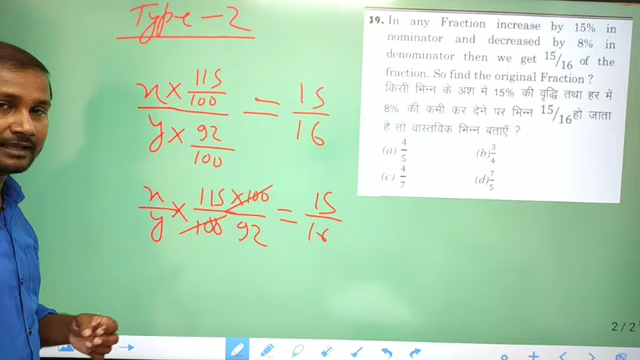 Type - 2
x × 115/100
/ y × 92/100 = 15/16
x/y × 115 × 100 / 100 92 = 15/16
39. In any Fraction increase by 15% in
nominator and decreased by 8% in
denominator then we get 15/16 of the
fraction. So find the original Fraction ?
किसी भिन्न के अंश में 15% की वृद्धि तथा हर में
8% की कमी कर देने पर भिन्न 15/16 हो जाता
है तो वास्तविक भिन्न बताएँ ?
(a) 4/5 (b) 3/4
(c) 4/7 (d) 7/5
2 / 2